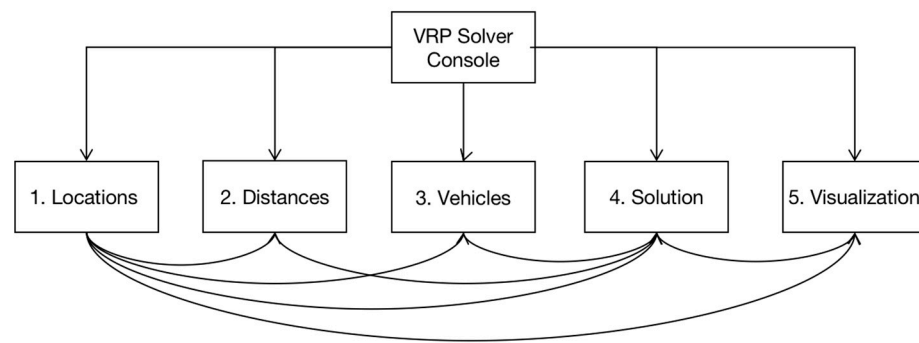 VRP Solver
Console
1. Locations
2. Distances
3. Vehicles
4. Solution
5. Visualization